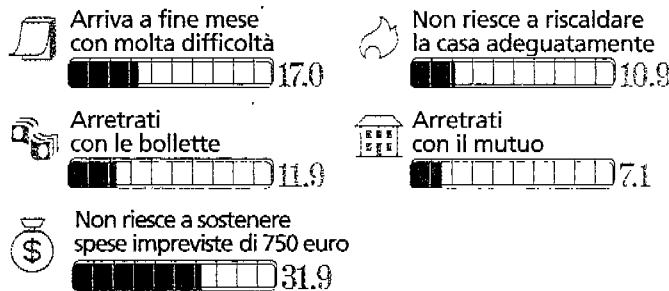 Arriva a fine mese
con molta difficoltà
17.0
Non riesce a riscaldare
la casa adeguatamente
10.9
Arretrati
con le bollette
11.9
Arretrati
con il mutuo
7.1
Non riesce a sostenere
spese impreviste di 750 euro
$
31.9